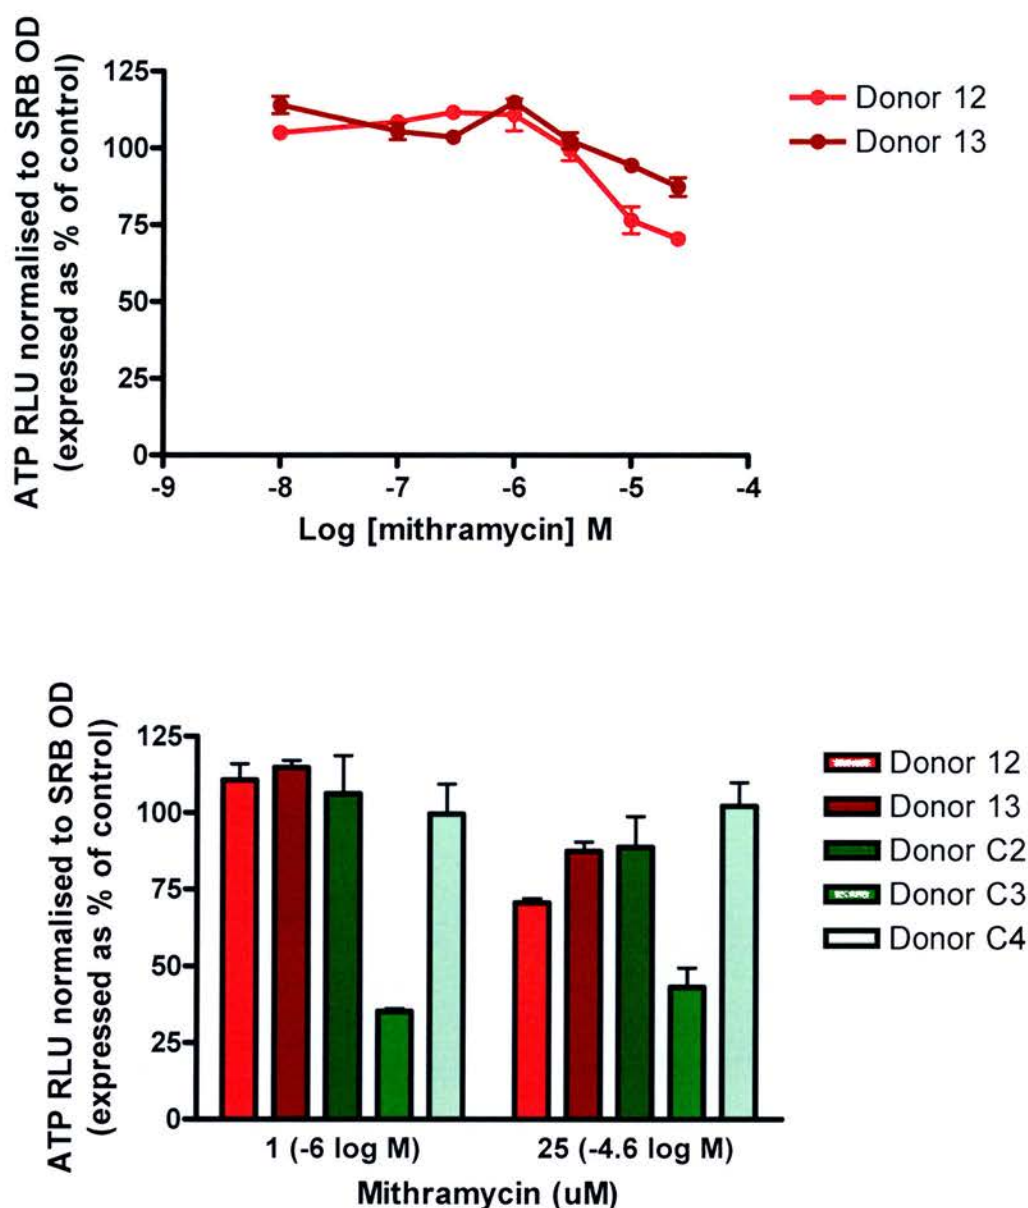 ATP RLU normalised to SRB OD
(expressed as % of control)
125
100
75
50
25
0
-9
-8
-7
-6
-5
-4
Log [mithramycin] M
Donor 12
Donor 13
ATP RLU normalised to SRB OD
(expressed as % of control)
125
100
75
50
25
0
1 (-6 log M)
25 (-4.6 log M)
Mithramycin (uM)
Donor 12
Donor 13
Donor C2
Donor C3
Donor C4